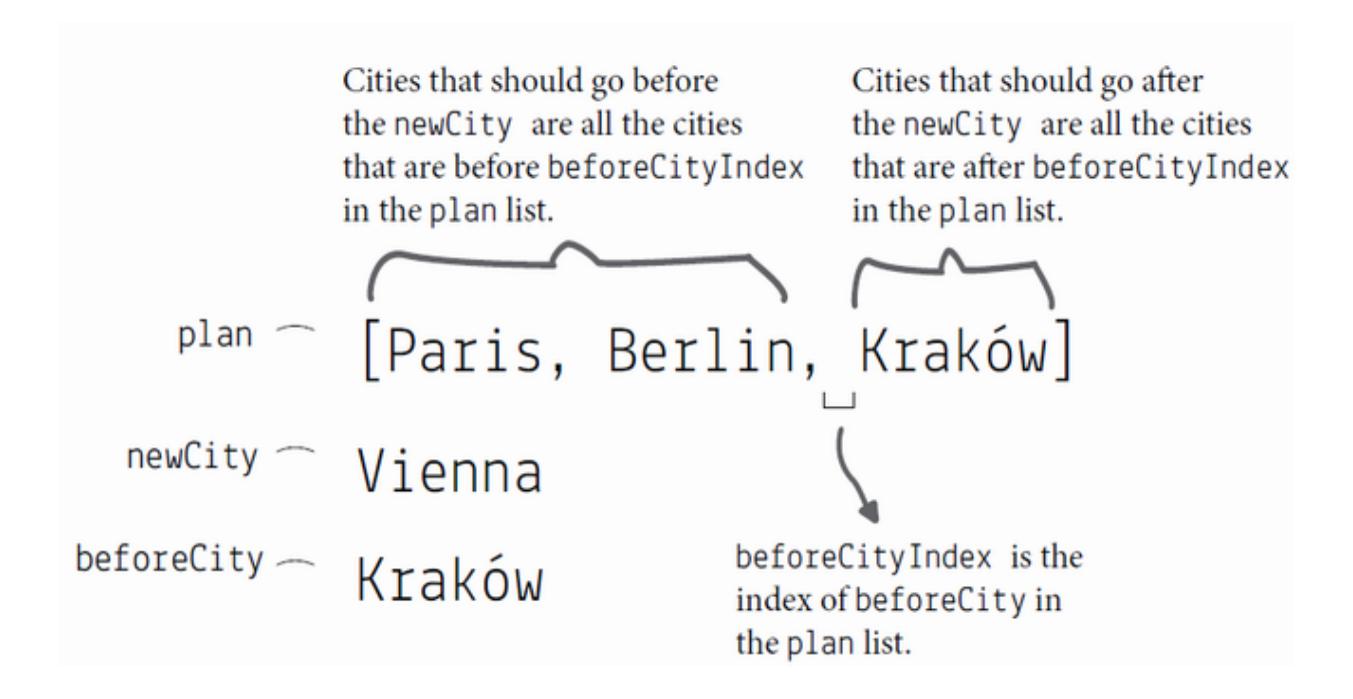 Cities that should go before
the newCity are all the cities
that are before beforeCityIndex
in the plan list.
Cities that should go after
the newCity are all the cities
that are after beforeCityIndex
in the plan list.
plan
[Paris, Berlin, Kraków]
newCity
Vienna
beforeCity
Kraków
beforeCityIndex is the
index of beforeCity in
the plan list.